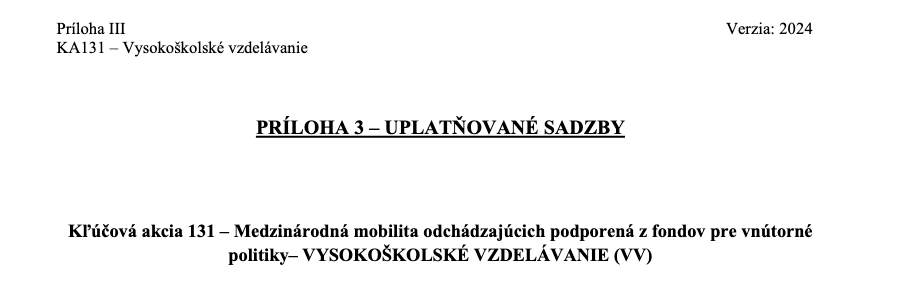 Príloha III
Verzia: 2024
KA131 – Vysokoškolské vzdelávanie
PRÍLOHA 3 – UPLATŇOVANÉ SADZBY
Kľúčová akcia 131 – Medzinárodná mobilita odchádzajúcich podporená z fondov pre vnútorné
politiky– VYSOKOŠKOLSKÉ VZDELÁVANIE (VV)